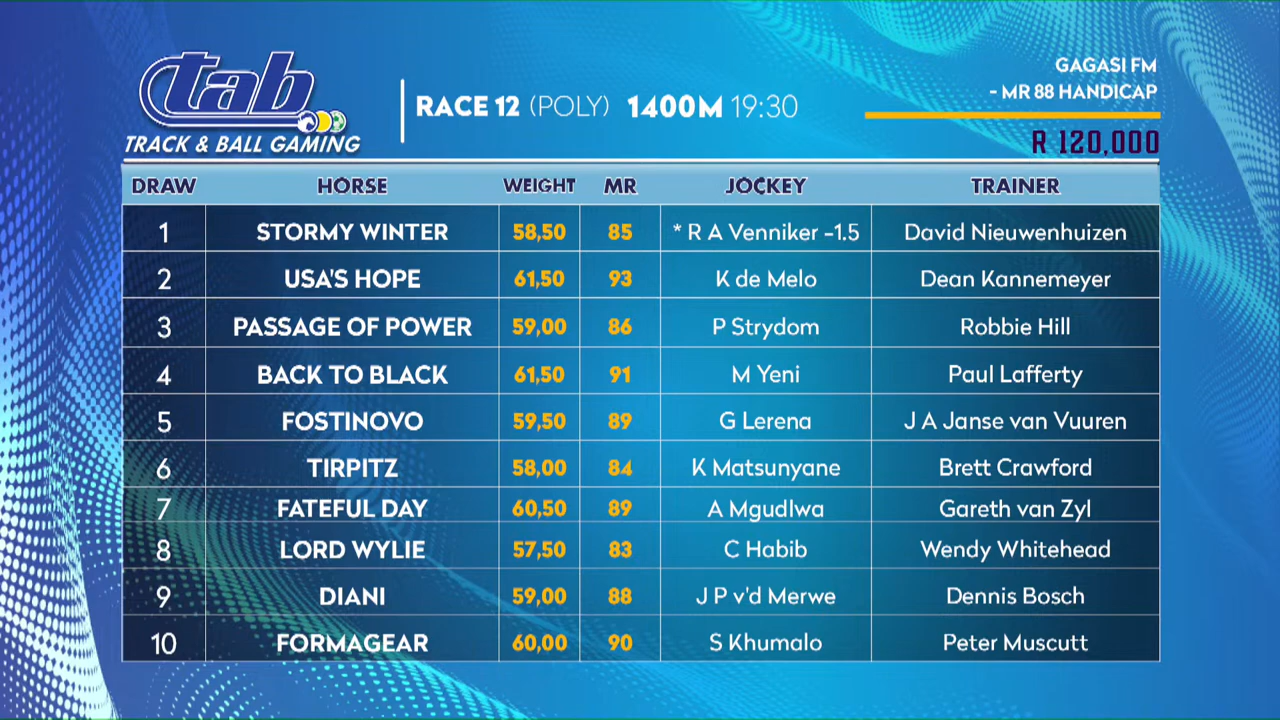 tab
TRACK & BALL GAMING
RACE 12 (POLY) 1400M 19:30
GAGASI FM
- MR 88 HANDICAP
R 120,000
DRAW HORSE WEIGHT MR JOCKEY TRAINER
1 STORMY WINTER 58,50 85 * R A Venniker -1.5 David Nieuwenhuizen
2 USA'S HOPE 61,50 93 K de Melo Dean Kannemeyer
3 PASSAGE OF POWER 59,00 86 P Strydom Robbie Hill
4 BACK TO BLACK 61,50 91 M Yeni Paul Lafferty
5 FOSTINOVO 59,50 89 G Lerena J A Janse van Vuuren
6 TIRPITZ 58,00 84 K Matsunyane Brett Crawford
7 FATEFUL DAY 60,50 89 A Mgudlwa Gareth van Zyl
8 LORD WYLIE 57,50 83 C Habib Wendy Whitehead
9 DIANI 59,00 88 J P v'd Merwe Dennis Bosch
10 FORMAGEAR 60,00 90 S Khumalo Peter Muscutt